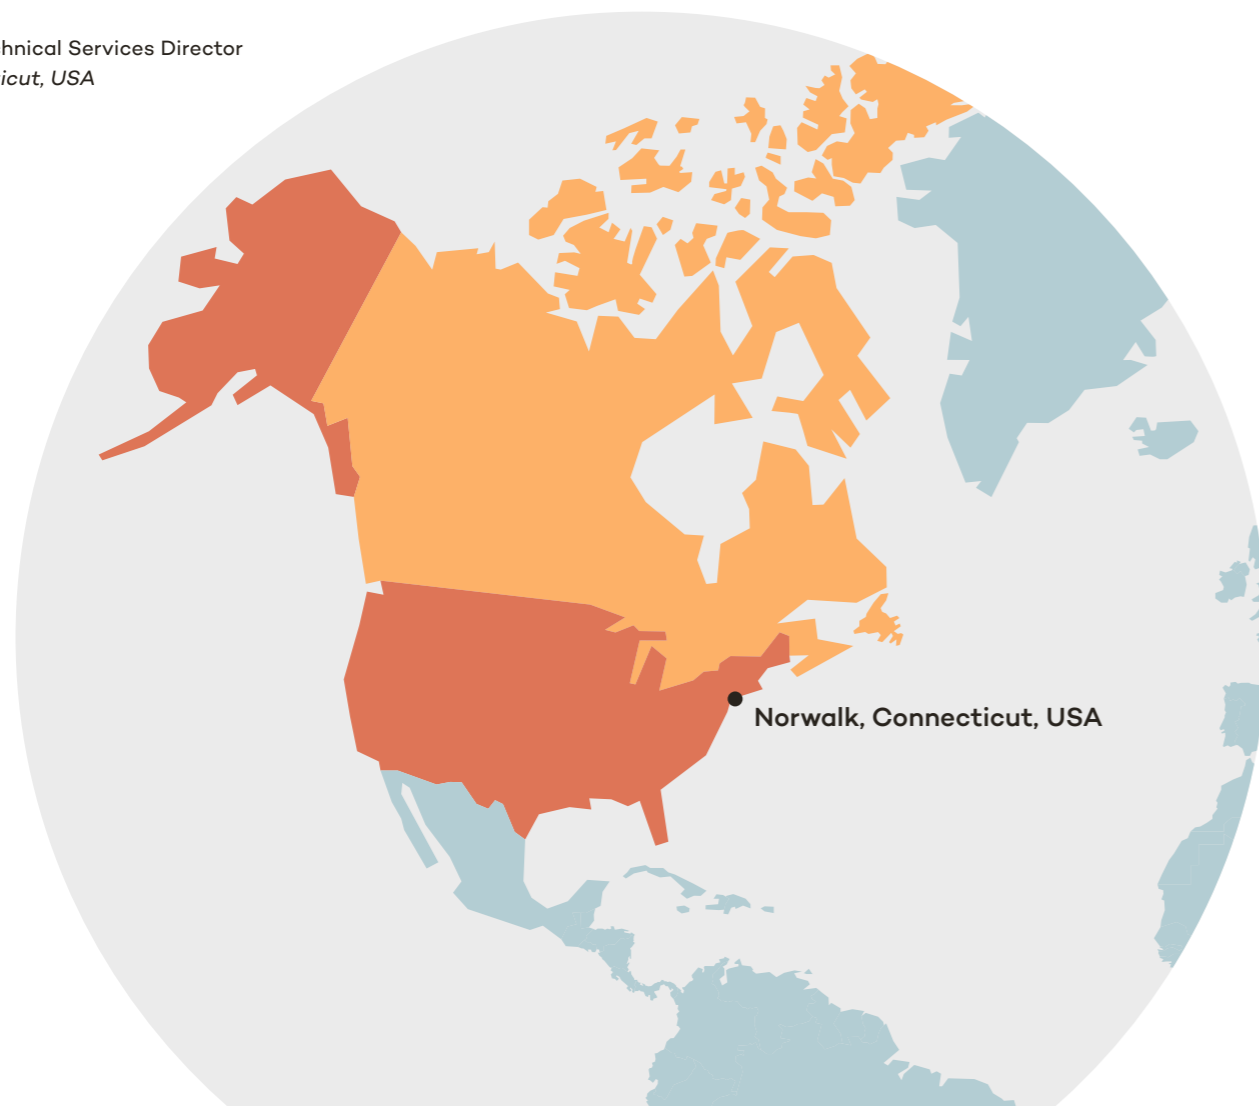 hnical Services Director
icut, USA
Norwalk, Connecticut, USA